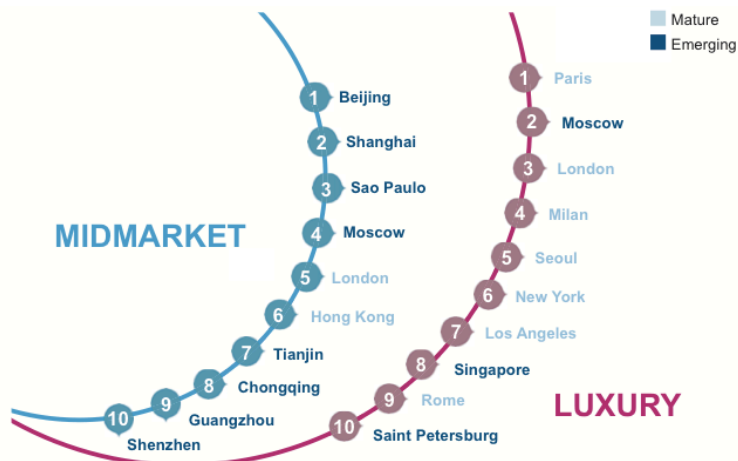 Mature
Emerging
MIDMARKET
1 Beijing
2 Shanghai
3 Sao Paulo
4 Moscow
5 London
6 Hong Kong
7 Tianjin
8 Chongqing
9 Guangzhou
10 Shenzhen
LUXURY
1 Paris
2 Moscow
3 London
4 Milan
5 Seoul
6 New York
7 Los Angeles
8 Singapore
9 Rome
10 Saint Petersburg